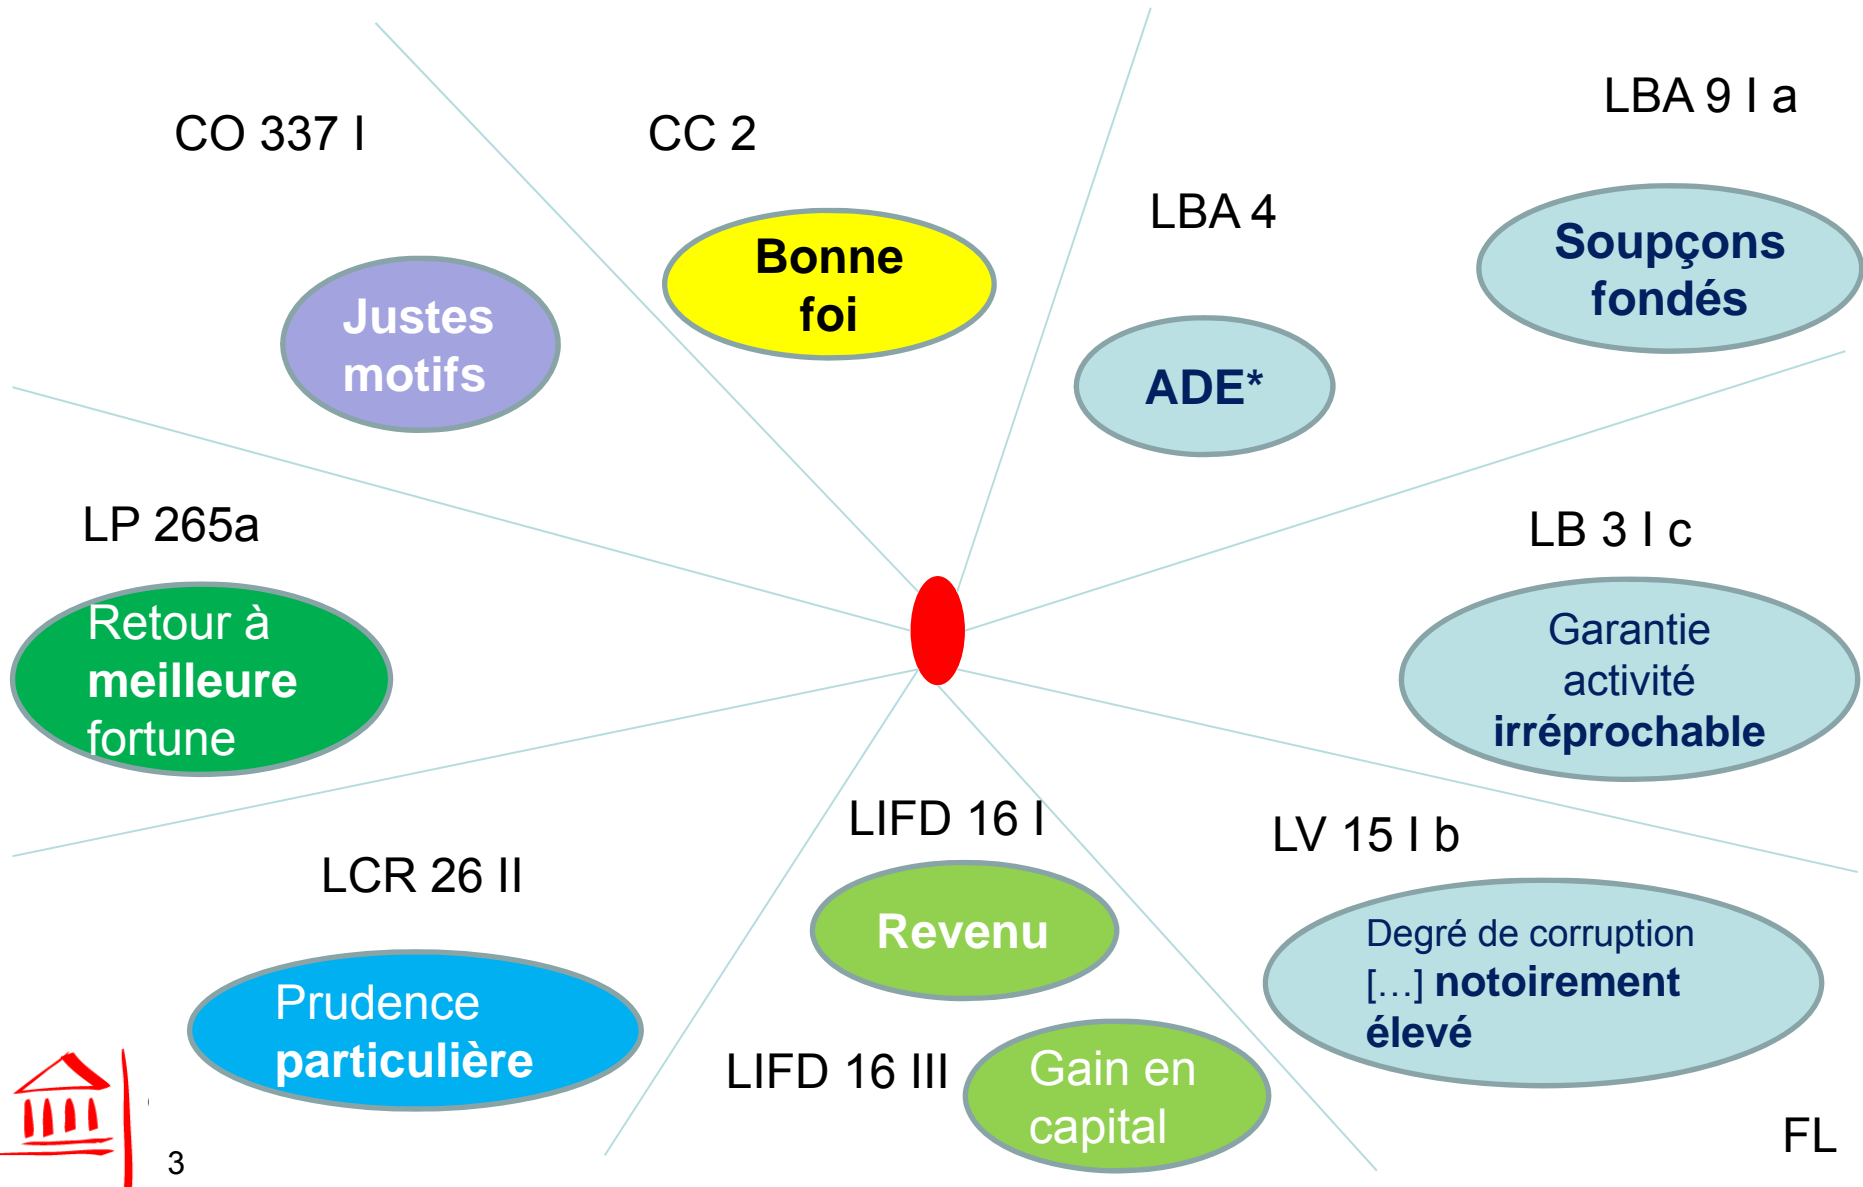 CO 337 I
Justes
motifs
CC 2
Bonne
foi
LBA 4
ADE*
LBA 9 I a
Soupçons
fondés
LP 265a
Retour à
meilleure
fortune
LB 3 I c
Garantie
activité
irréprochable
LCR 26 II
Prudence
particulière
LIFD 16 I
Revenu
LIFD 16 III
Gain en
capital
LV 15 I b
Degré de corruption
[…] notoirement
élevé
FL
3